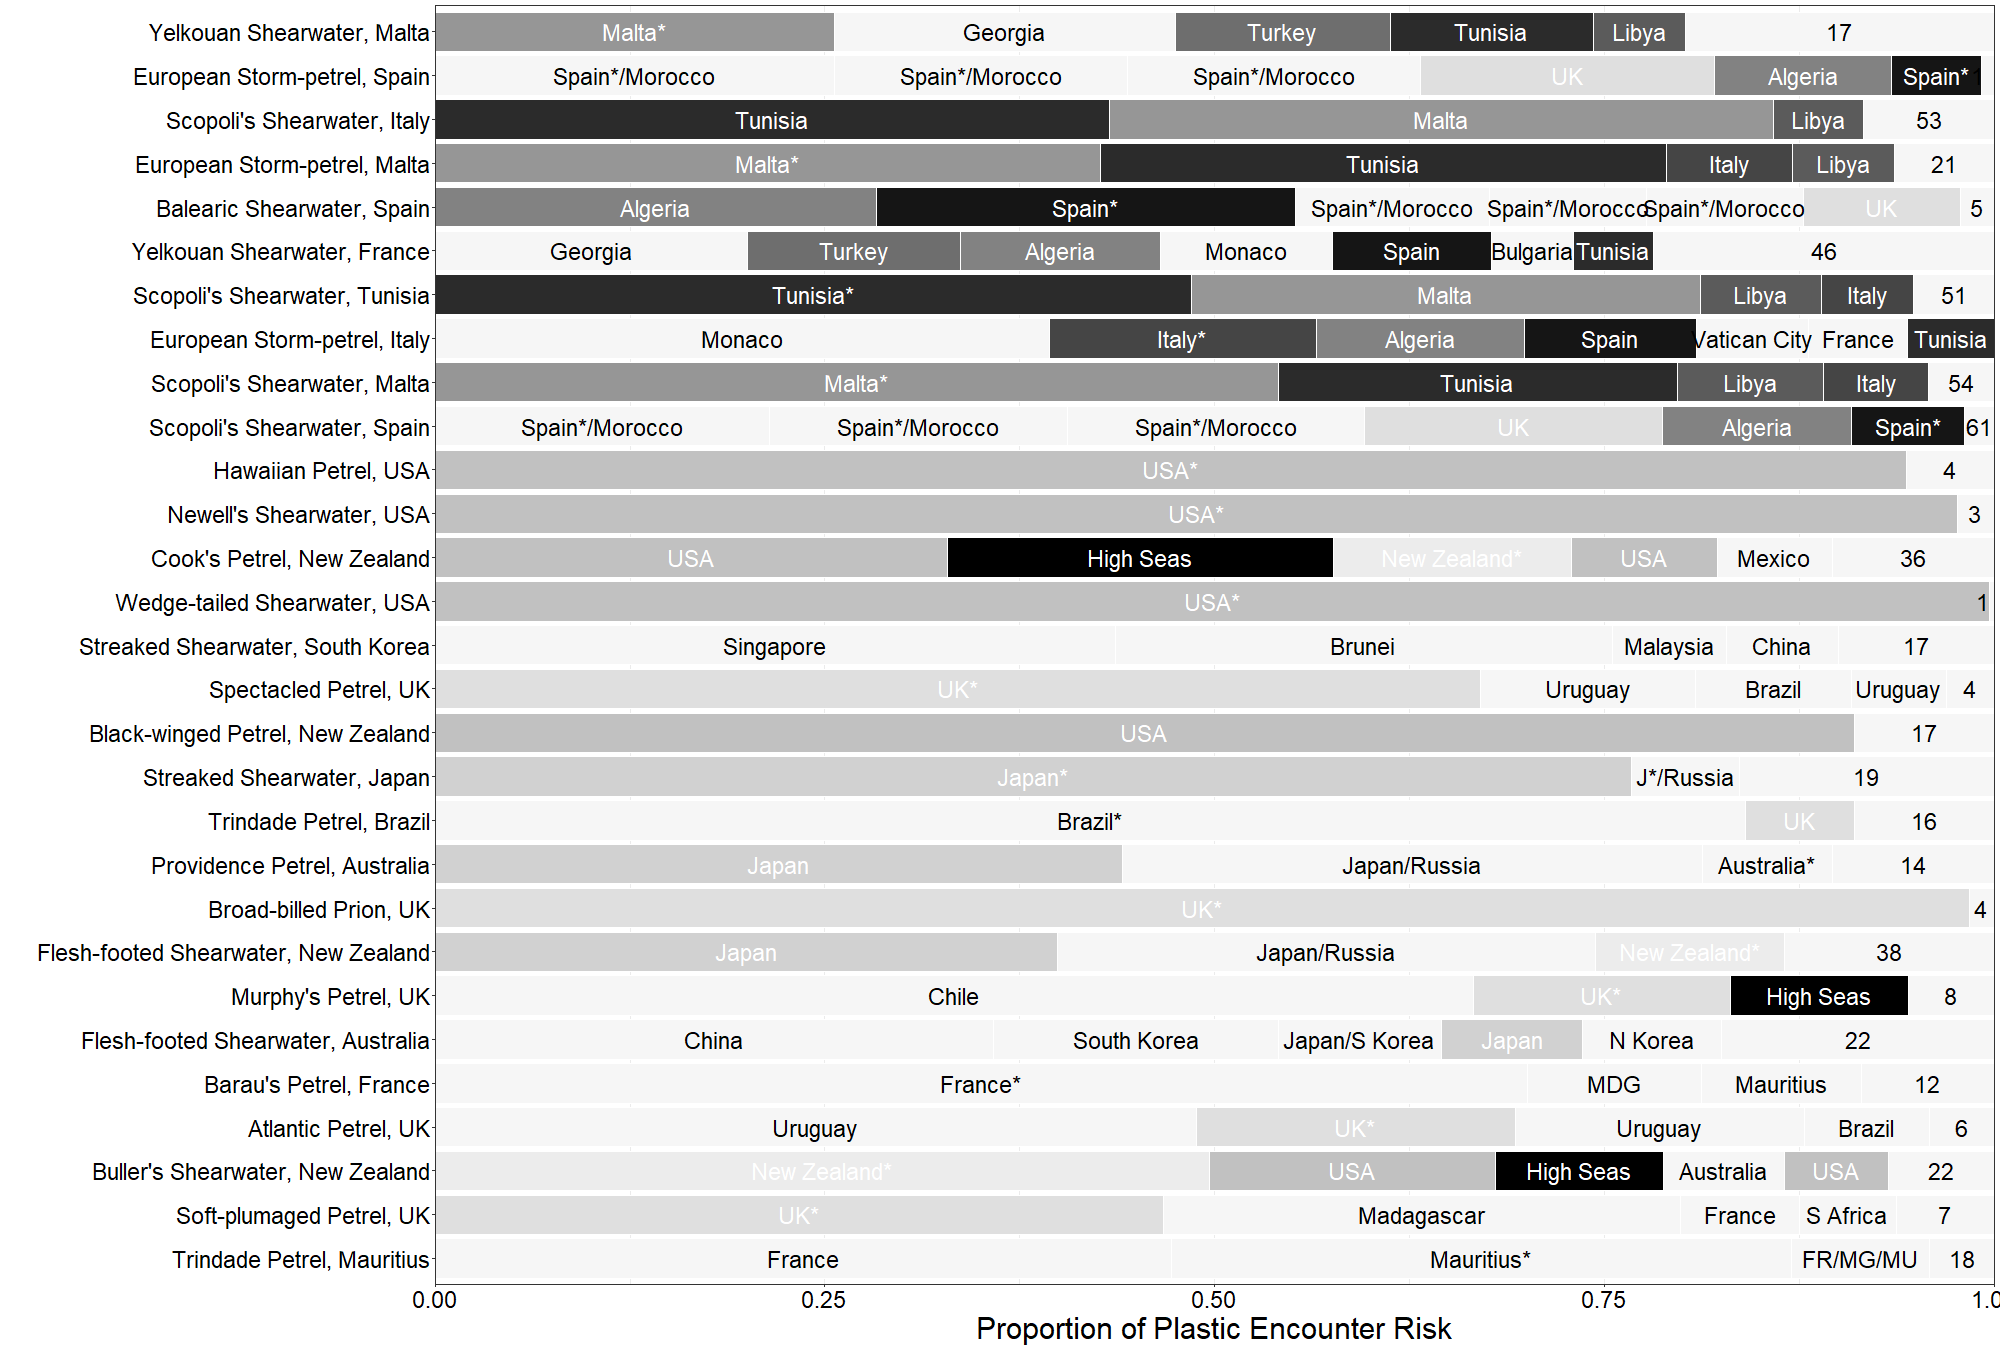 Yelkouan Shearwater, Malta Malta* Georgia Turkey Tunisia Libya 17
European Storm-petrel, Spain Spain*/Morocco Spain*/Morocco Spain*/Morocco UK Algeria Spain*
Scopoli's Shearwater, Italy Tunisia Malta Libya 53
European Storm-petrel, Malta Malta* Tunisia Italy Libya 21
Balearic Shearwater, Spain Algeria Spain* Spain*/Morocco Spain*/Morocco Spain*/Morocco UK 5
Yelkouan Shearwater, France Georgia Turkey Algeria Monaco Spain Bulgaria Tunisia 46
Scopoli's Shearwater, Tunisia Tunisia* Malta Libya Italy 51
European Storm-petrel, Italy Monaco Italy* Algeria Spain Vatican City France Tunisia
Scopoli's Shearwater, Malta Malta* Tunisia Libya Italy 54
Scopoli's Shearwater, Spain Spain*/Morocco Spain*/Morocco Spain*/Morocco UK Algeria Spain* 61
Hawaiian Petrel, USA USA* 4
Newell's Shearwater, USA USA* 3
Cook's Petrel, New Zealand USA High Seas New Zealand* USA Mexico 36
Wedge-tailed Shearwater, USA USA* 1
Streaked Shearwater, South Korea Singapore Brunei Malaysia China 17
Spectacled Petrel, UK UK* Uruguay Brazil Uruguay 4
Black-winged Petrel, New Zealand USA 17
Streaked Shearwater, Japan Japan* J*/Russia 19
Trindade Petrel, Brazil Brazil* UK 16
Providence Petrel, Australia Japan Japan/Russia Australia* 14
Broad-billed Prion, UK UK* 4
Flesh-footed Shearwater, New Zealand Japan Japan/Russia New Zealand* 38
Murphy's Petrel, UK Chile UK* High Seas 8
Flesh-footed Shearwater, Australia China South Korea Japan/S Korea Japan N Korea 22
Barau's Petrel, France France* MDG Mauritius 12
Atlantic Petrel, UK Uruguay UK* Uruguay Brazil 6
Buller's Shearwater, New Zealand New Zealand* USA High Seas Australia USA 22
Soft-plumaged Petrel, UK UK* Madagascar France S Africa 7
Trindade Petrel, Mauritius France Mauritius* FR/MG/MU 18
0.00 0.25 0.50 0.75 1.0
Proportion of Plastic Encounter Risk